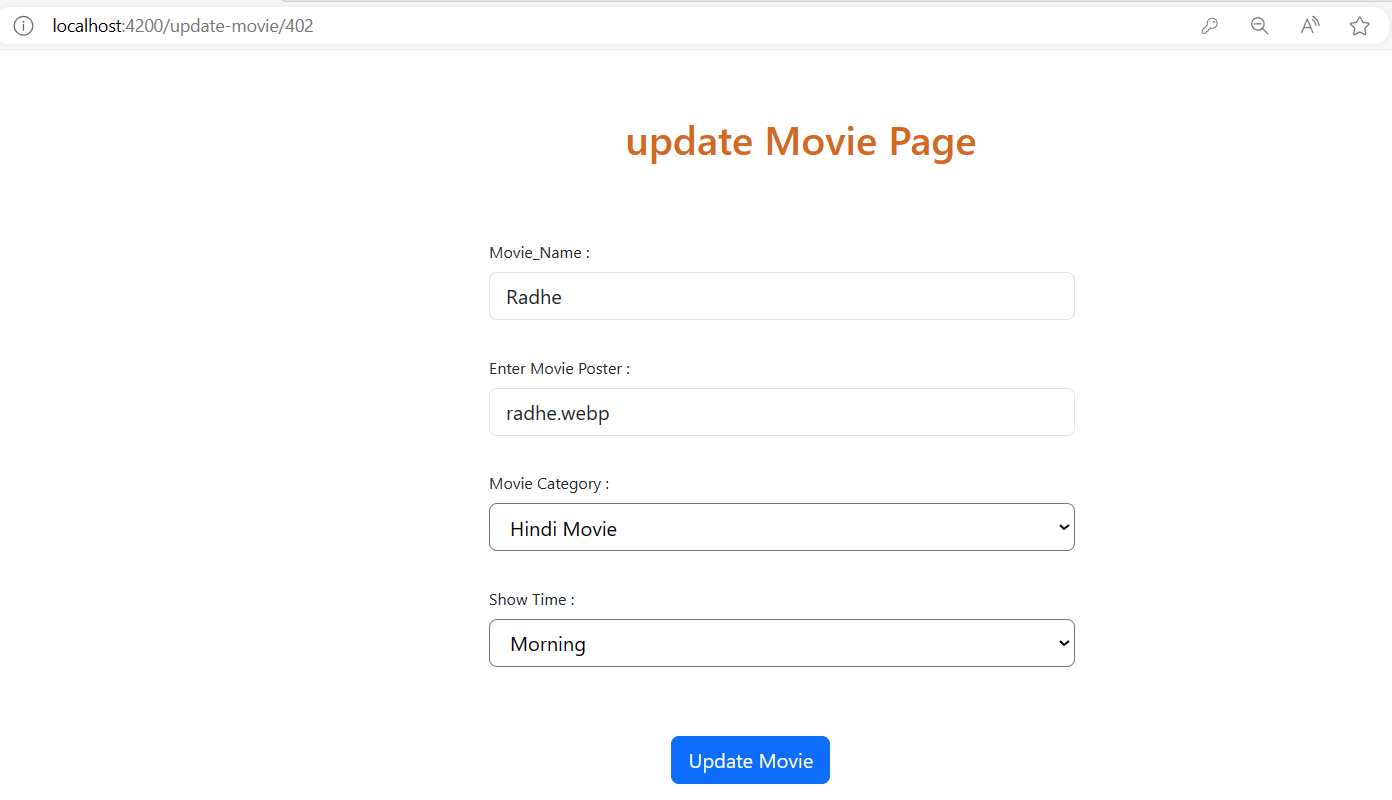 localhost:4200/update-movie/402
update Movie Page
Movie_Name :
Radhe
Enter Movie Poster :
radhe.webp
Movie Category :
Hindi Movie
Show Time :
Morning
Update Movie